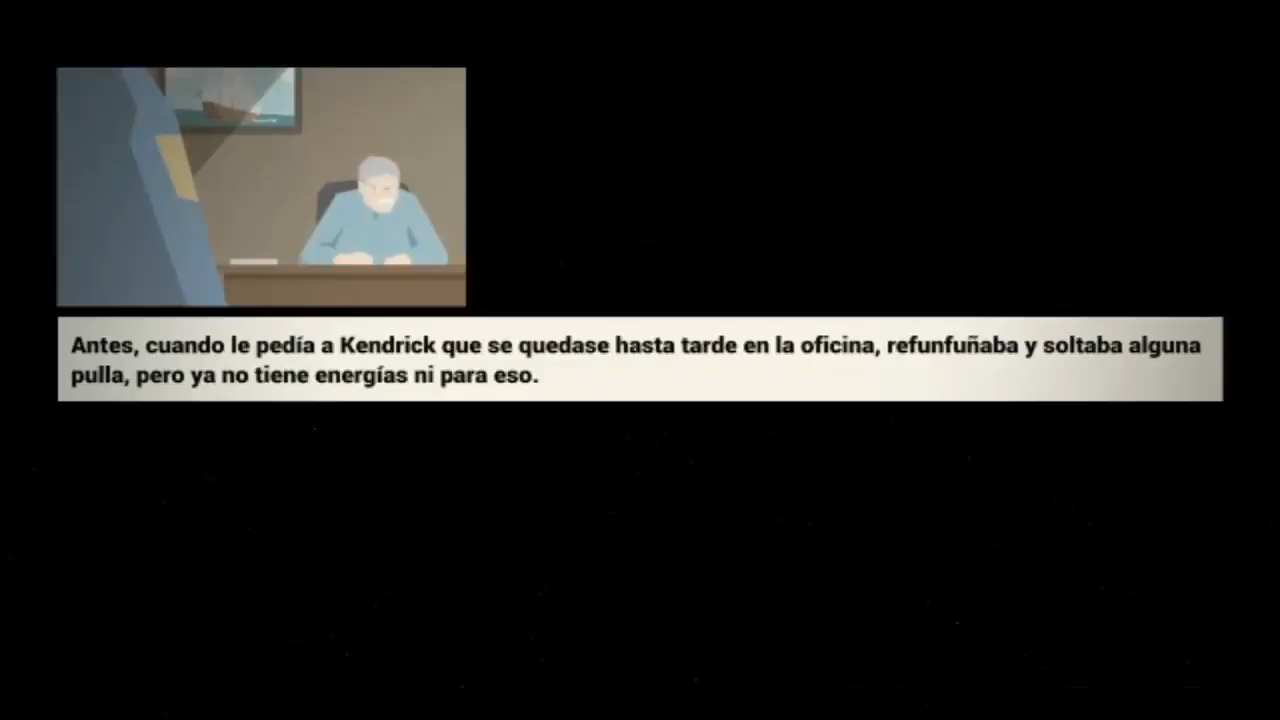 Antes, cuando le pedía a Kendrick que se quedase hasta tarde en la oficina, refunfuñaba y soltaba alguna
pulla, pero ya no tiene energías ni para eso.